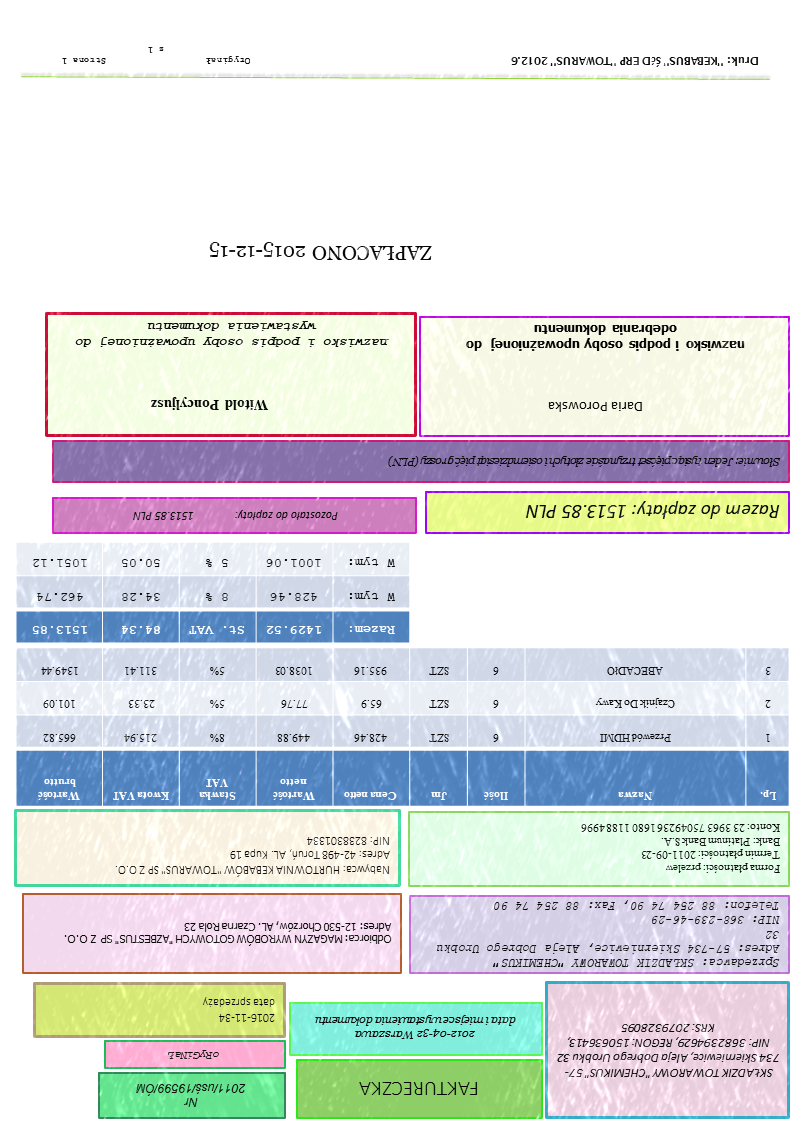 SKŁADZIK TOWAROWY "CHEMIKUS" 57-
734 Skierniewice, Aleja Dobrego Urobku 32
NIP: 3682394629, REGON: 150636413,
KRS: 2079328095
FAKTURECZKA
Nr
oRyGiNaŁ
2012-04-32 Warszawa
data i miejsce wystawienia dokumentu
2016-11-34
data sprzedaży
Sprzedawca: SKŁADZIK TOWAROWY "CHEMIKUS"
Adres: 57-734 Skierniewice, Aleja Dobrego Urobku
32
NIP: 368-239-46-29
Telefon: 88 254 74 90, Fax: 88 254 74 90
Odbiorca: MAGAZYN WYROBÓW GOTOWYCH "AZBESTUS" SP Z O.O.
Adres: 12-530 Chorzów, AL. Czarna Rola 23
Forma płatności: przelew
Termin płatności: 2011-09-23
Bank: Platinum Bank S.A.
Konto: 23 3963 7504 9236 1680 1188 4996
Nabywca: HURTOWNIA KEBABÓW "TOWARUS" SP Z O.O.
Adres: 42-498 Toruń, AL. Kupa 19
NIP: 82388301334
Lp. Nazwa Ilość Jm Cena netto Wartość netto Stawka VAT Kwota VAT Wartość brutto
1 Przewód HDMI 6 SZT 428.46 449.88 8% 215.94 665.82
2 Czajnik Do Kawy 6 SZT 65.9 77.76 5% 23.33 101.09
3 ABECADŁO 6 SZT 935.16 1038.03 5% 311.41 1349.44
Razem: 1429.52 St. VAT 84.34 1513.85
W tym: 428.46 8 % 34.28 462.74
W tym: 1001.06 5 % 50.05 1051.12
Razem do zapłaty: 1513.85 PLN
Pozostało do zapłaty: 1513.85 PLN
Słownie: Jeden tysiąc pięćset trzynaście złotych i osiemdziesiąt pięć groszy (PLN)
Daria Porowska
nazwisko i podpis osoby upoważnionej do
odebrania dokumentu
Witold Poncyljusz
nazwisko i podpis osoby upoważnionej do
wystawienia dokumentu
ZAPŁACONO 2015-12-15
Druk: "KEBABUS" ŚćĐ ERP "TOWARUS" 2012.6
Oryginał
Strona 1
z 1